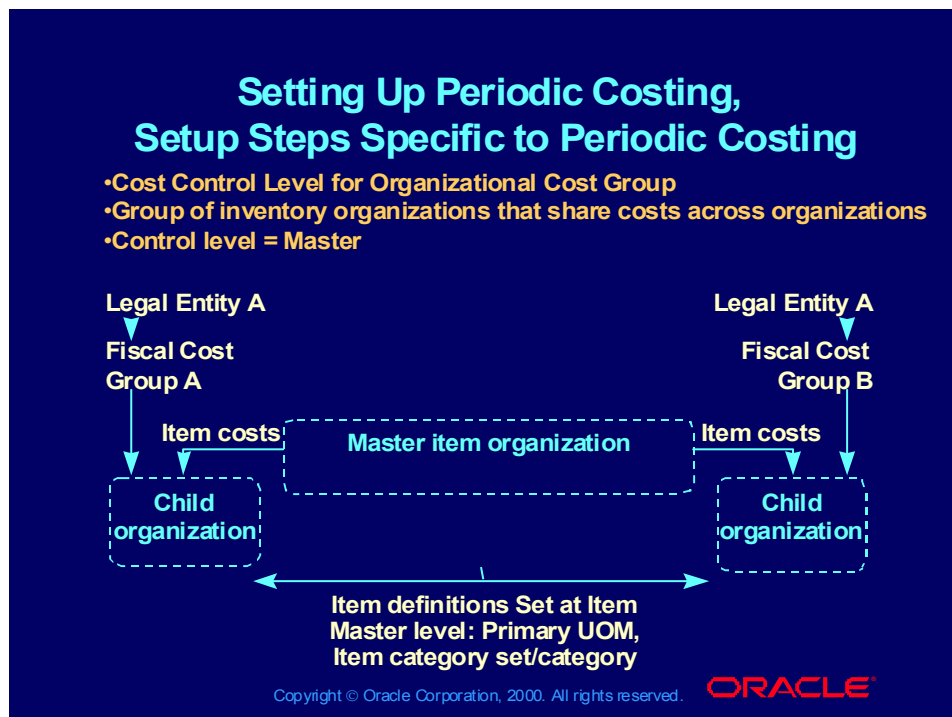 Setting Up Periodic Costing,
Setup Steps Specific to Periodic Costing
•Cost Control Level for Organizational Cost Group
•Group of inventory organizations that share costs across organizations
•Control level = Master
Legal Entity A
Legal Entity A
Fiscal Cost
Group A
Fiscal Cost
Group B
Item costs
Master item organization
Item costs
Child
organization
Child
organization
Item definitions Set at Item
Master level: Primary UOM,
Item category set/category
Copyright © Oracle Corporation, 2000. All rights reserved.
ORACLE®